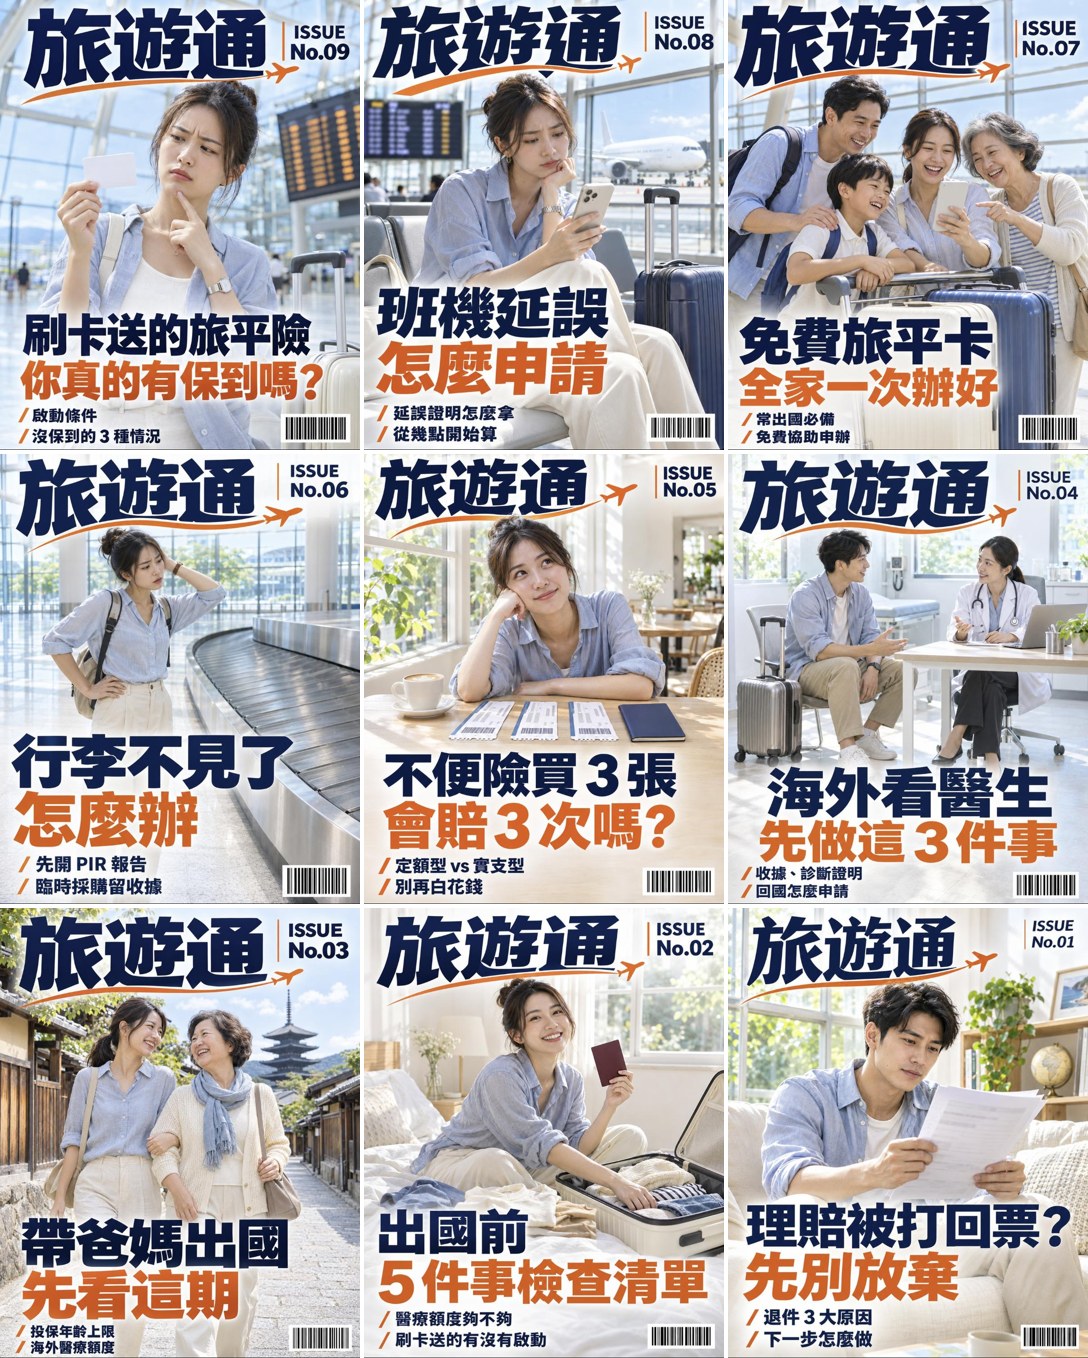 旅遊通
ISSUE
No.09
刷卡送的旅平險
你真的有保到嗎?
/ 啟動條件
/ 沒保到的 3 種情況
旅遊通
ISSUE
No.08
班機延誤
怎麼申請
/ 延誤證明怎麼拿
/ 從幾點開始算
旅遊通
ISSUE
No.07
免費旅平卡
全家一次辦好
/ 常出國必備
/ 免費協助申辦
旅遊通
ISSUE
No.06
行李不見了
怎麼辦
/ 先開 PIR 報告
/ 臨時採購留收據
旅遊通
ISSUE
No.05
不便險買 3 張
會賠 3 次嗎?
/ 定額型 vs 實支型
/ 別再白花錢
旅遊通
ISSUE
No.04
海外看醫生
先做這 3 件事
/ 收據、診斷證明
/ 回國怎麼申請
旅遊通
ISSUE
No.03
帶爸媽出國
先看這期
/ 投保年齡上限
/ 海外醫療額度
旅遊通
ISSUE
No.02
出國前
5 件事檢查清單
/ 醫療額度夠不夠
/ 刷卡送的有沒有啟動
旅遊通
ISSUE
No.01
理賠被打回票?
先別放棄
/ 退件 3 大原因
/ 下一步怎麼做